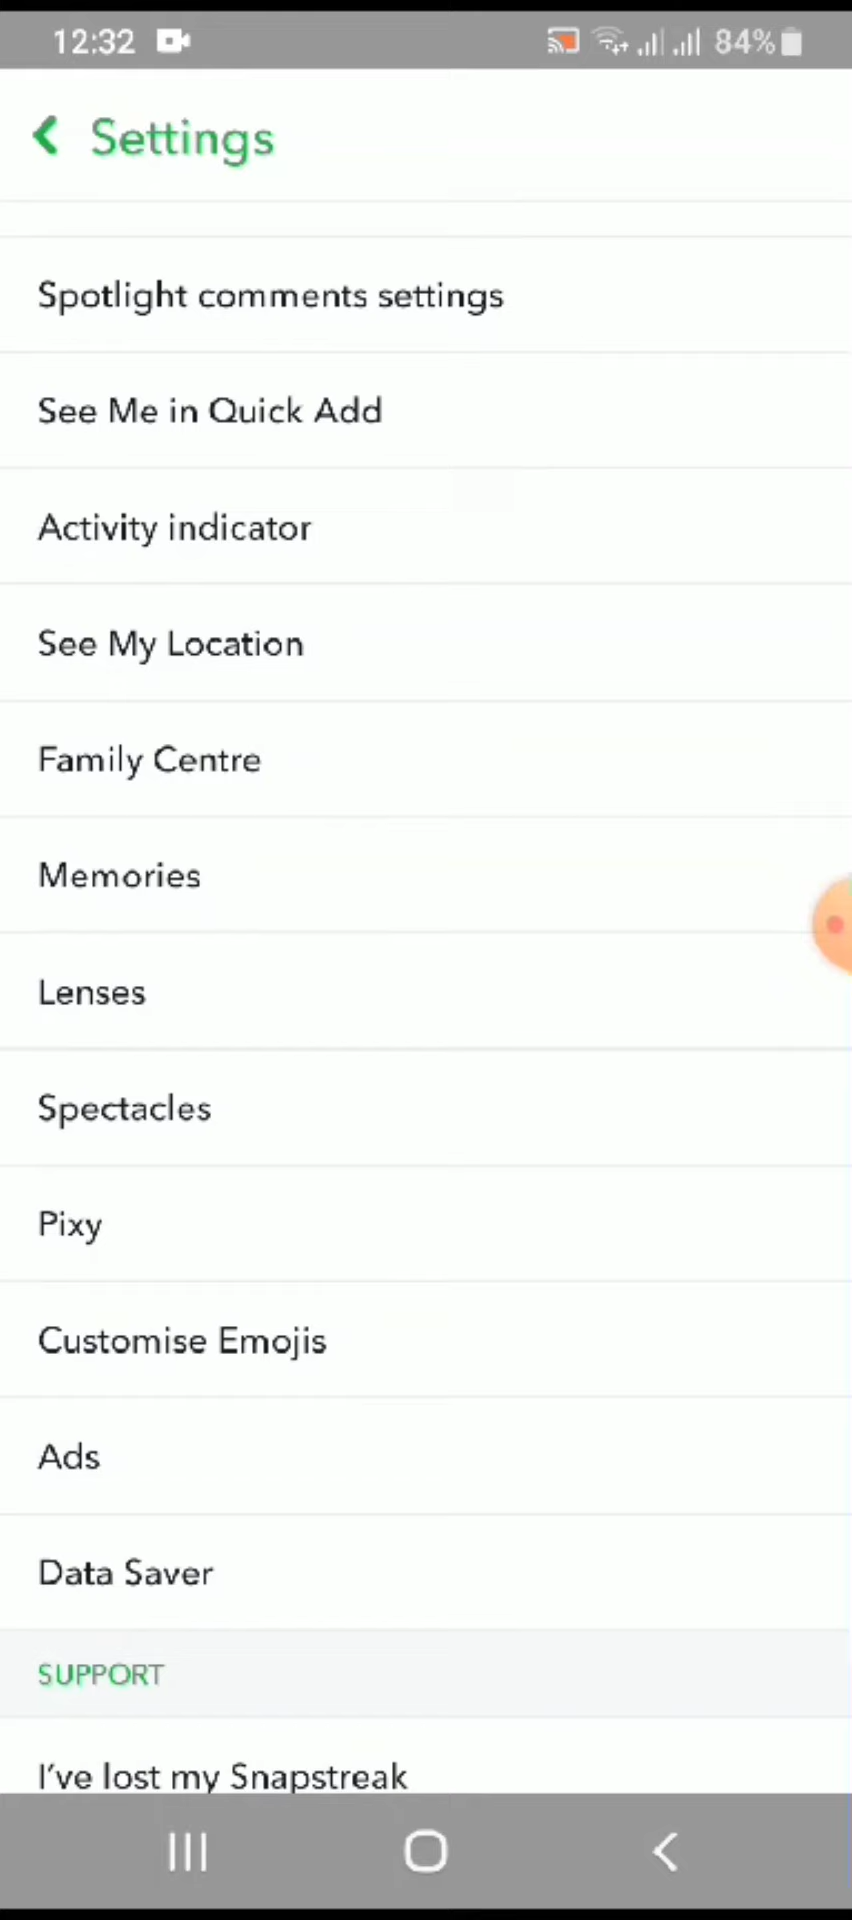 12:32 84%
Settings
Spotlight comments settings
See Me in Quick Add
Activity indicator
See My Location
Family Centre
Memories
Lenses
Spectacles
Pixy
Customise Emojis
Ads
Data Saver
SUPPORT
I've lost my Snapstreak